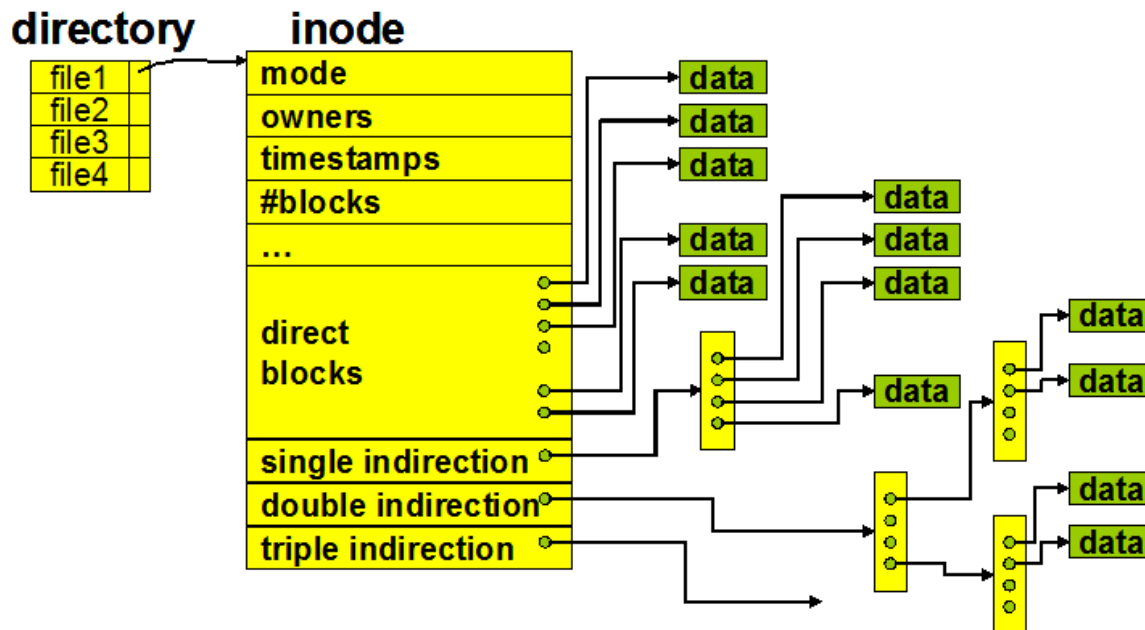 directory
inode
file1
file2
file3
file4
mode
owners
timestamps
#blocks
...
direct
blocks
single indirection
double indirection
triple indirection
data
data
data
data
data
data
data
data
data
data
data
data
data